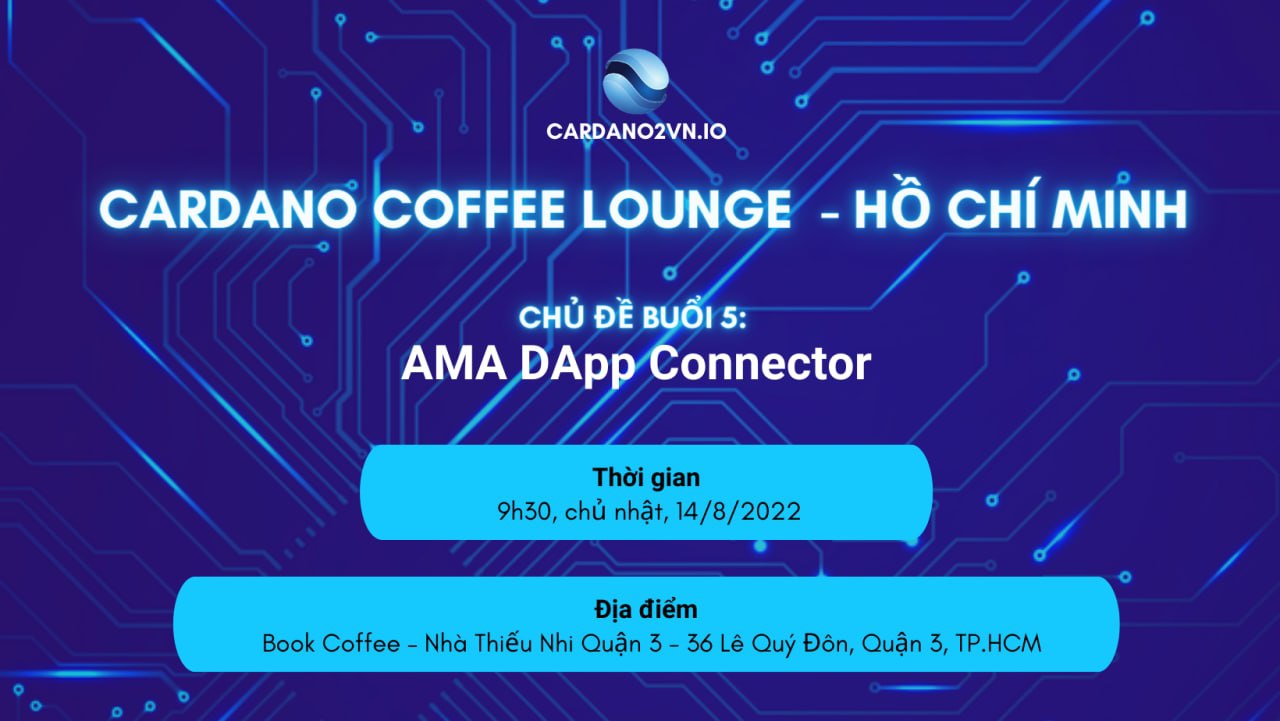 CARDANO2VN.IO
CARDANO COFFEE LOUNGE - HỒ CHÍ MINH
CHỦ ĐỀ BUỔI 5:
AMA DApp Connector
Thời gian
9h30, chủ nhật, 14/8/2022
Địa điểm
Book Coffee - Nhà Thiếu Nhi Quận 3 - 36 Lê Quý Đôn, Quận 3, TP.HCM